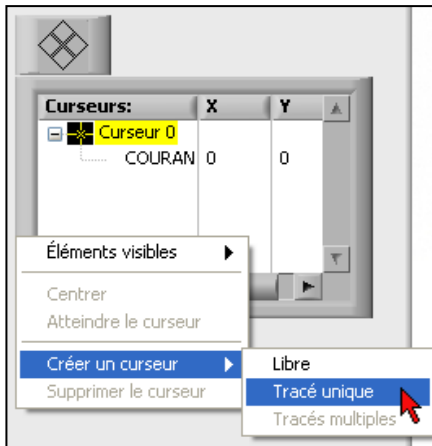 Curseurs: X Y
Curseur 0
COURAN 0 0
Éléments visibles
Centrer
Atteindre le curseur
Créer un curseur
Supprimer le curseur
Libre
Tracé unique
Tracés multiples